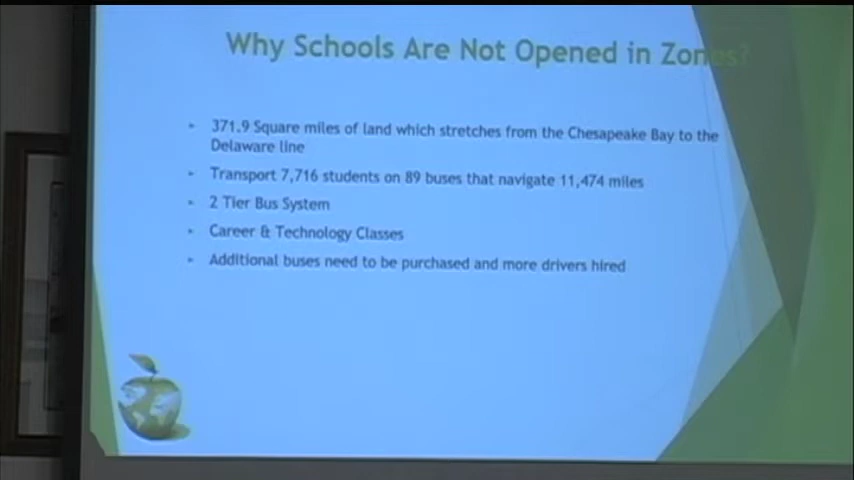 Why Schools Are Not Opened in Zones?
371.9 Square miles of land which stretches from the Chesapeake Bay to the
Delaware line
Transport 7,716 students on 89 buses that navigate 11,474 miles
2 Tier Bus System
Career & Technology Classes
Additional buses need to be purchased and more drivers hired